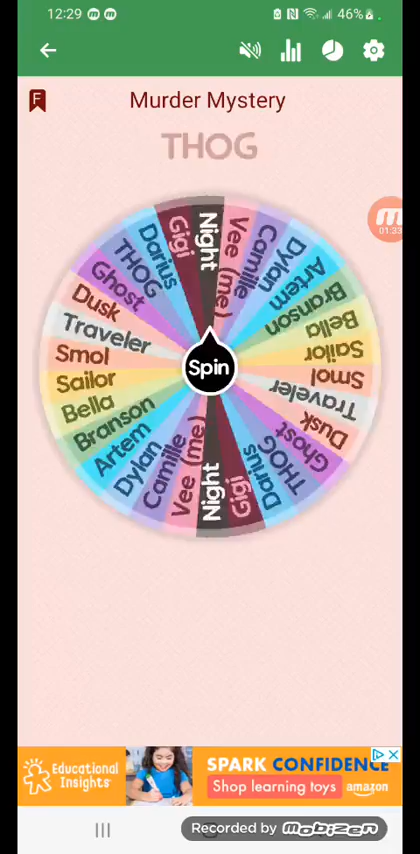 12:29
46%
F
Murder Mystery
THOG
01:33
Night
Vee (me)
Camille
Dylan
Artem
Branson
Bella
Sailor
Smol
Traveler
Dusk
Ghost
THOG
Darius
Gigi
Night
Vee (me)
Camille
Dylan
Artem
Branson
Bella
Sailor
Smol
Traveler
Dusk
Ghost
THOG
Darius
Gigi
Spin
Educational
Insights
SPARK CONFIDENCE
Shop learning toys
amazon
Recorded by mobizen